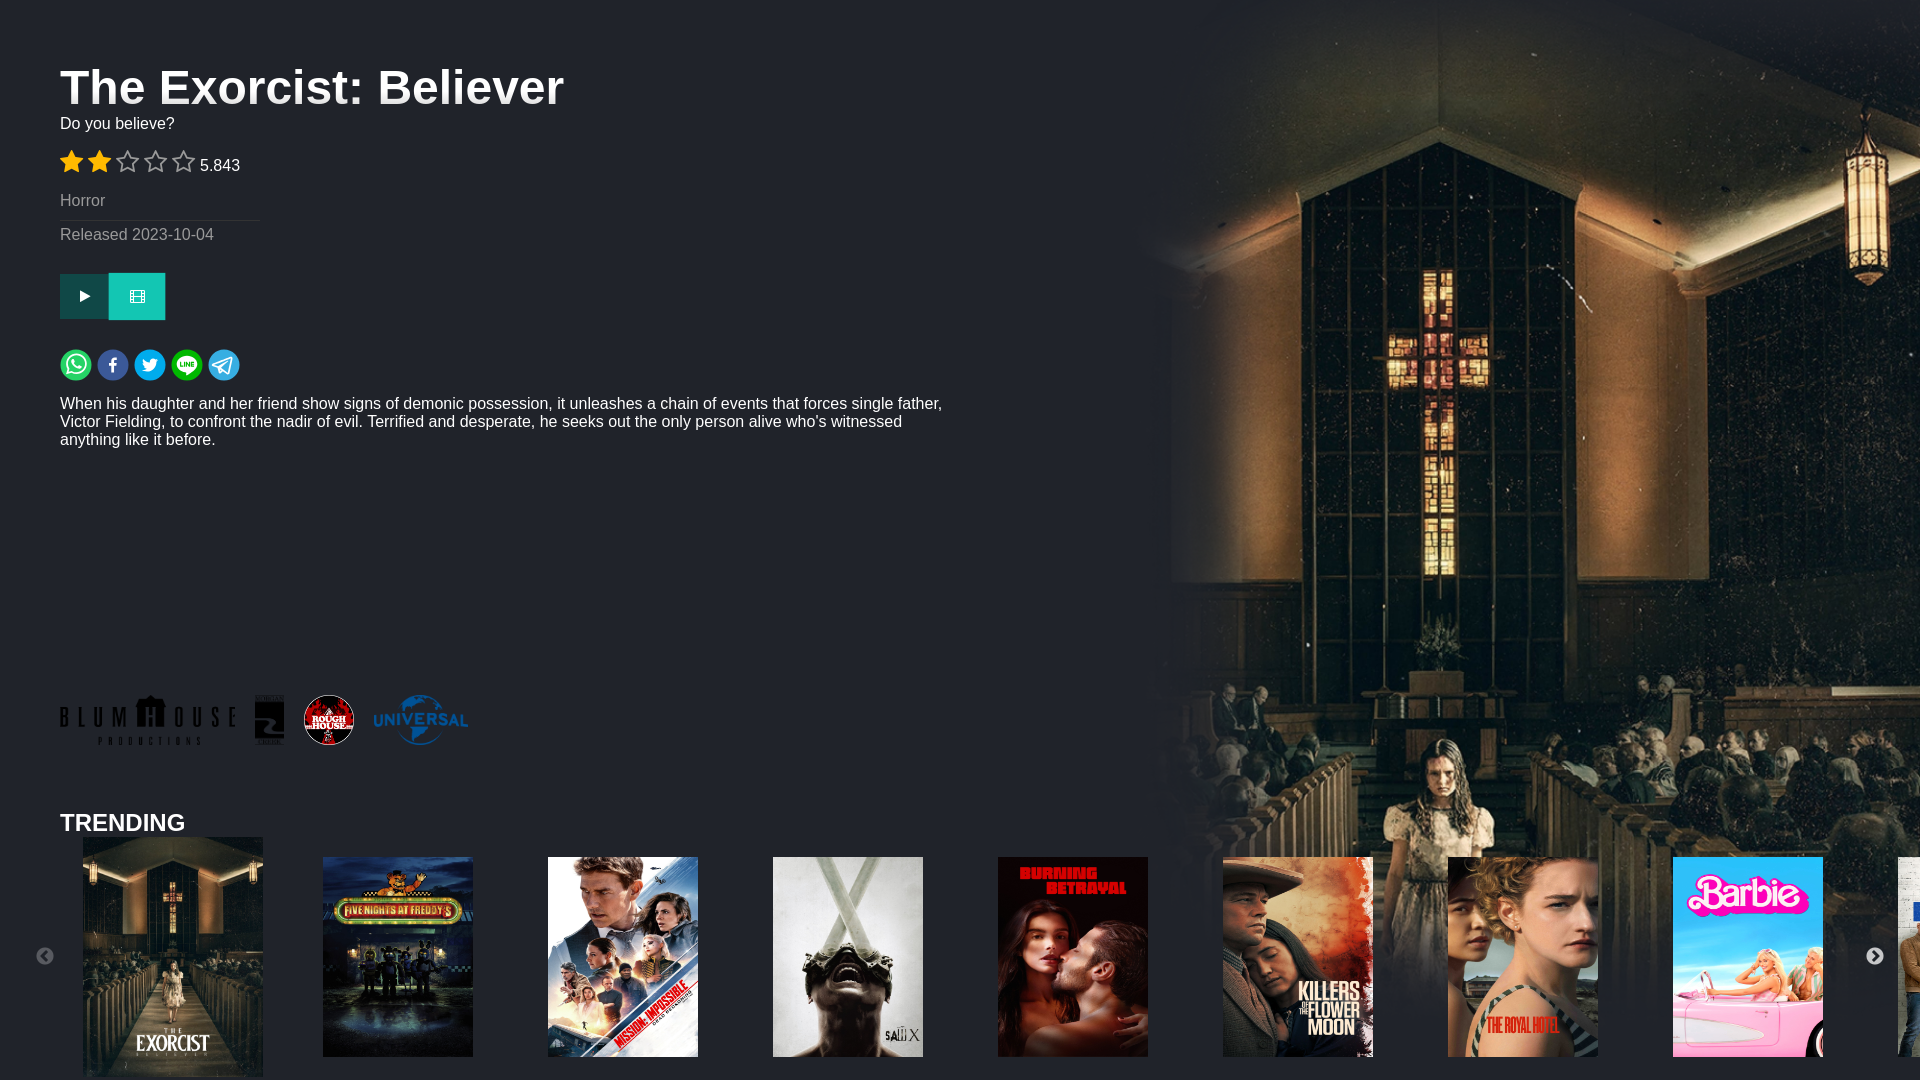 The Exorcist: Believer
Do you believe?
5.843
Horror
Released 2023-10-04
LINE
When his daughter and her friend show signs of demonic possession, it unleashes a chain of events that forces single father,
Victor Fielding, to confront the nadir of evil. Terrified and desperate, he seeks out the only person alive who's witnessed
anything like it before.
BLUMHOUSE
PRODUCTIONS
ROUGH
HOUSE
UNIVERSAL
TRENDING
THE
EXORCIST
BELIEVER
FIVE NIGHTS AT FREDDY'S
MISSION: IMPOSSIBLE
DEAD RECKONING
SAW X
BURNING
BETRAYAL
KILLERS
OF THE FLOWER
MOON
THE ROYAL HOTEL
Barbie